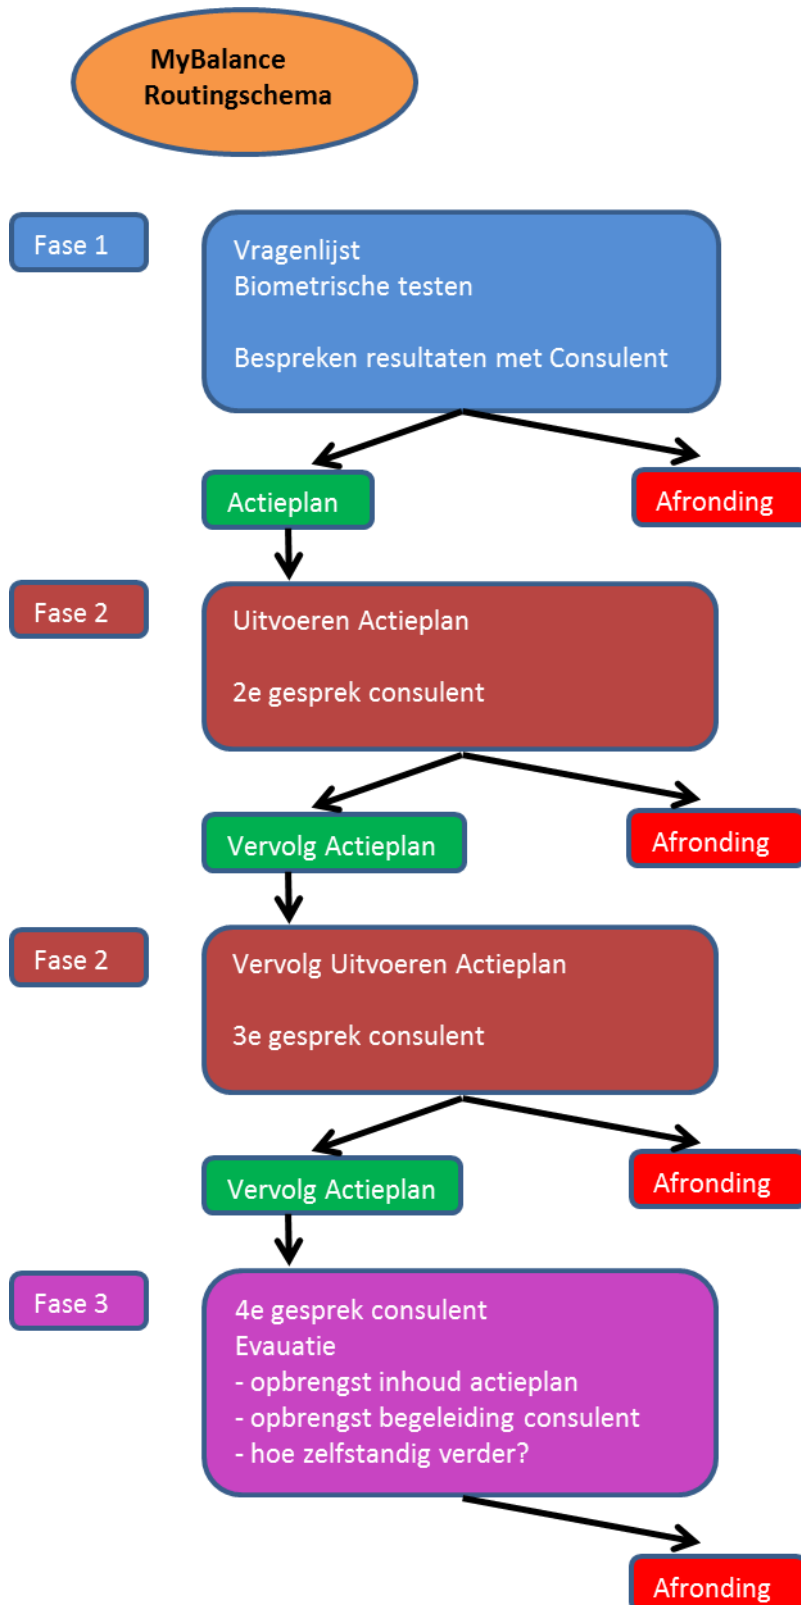 MyBalance
Routingschema
Fase 1
Vragenlijst
Biometrische testen
Bespreken resultaten met Consulent
Actieplan
Afronding
Fase 2
Uitvoeren Actieplan
2e gesprek consulent
Vervolg Actieplan
Afronding
Fase 2
Vervolg Uitvoeren Actieplan
3e gesprek consulent
Vervolg Actieplan
Afronding
Fase 3
4e gesprek consulent
Evauatie
- opbrengst inhoud actieplan
- opbrengst begeleiding consulent
- hoe zelfstandig verder?
Afronding